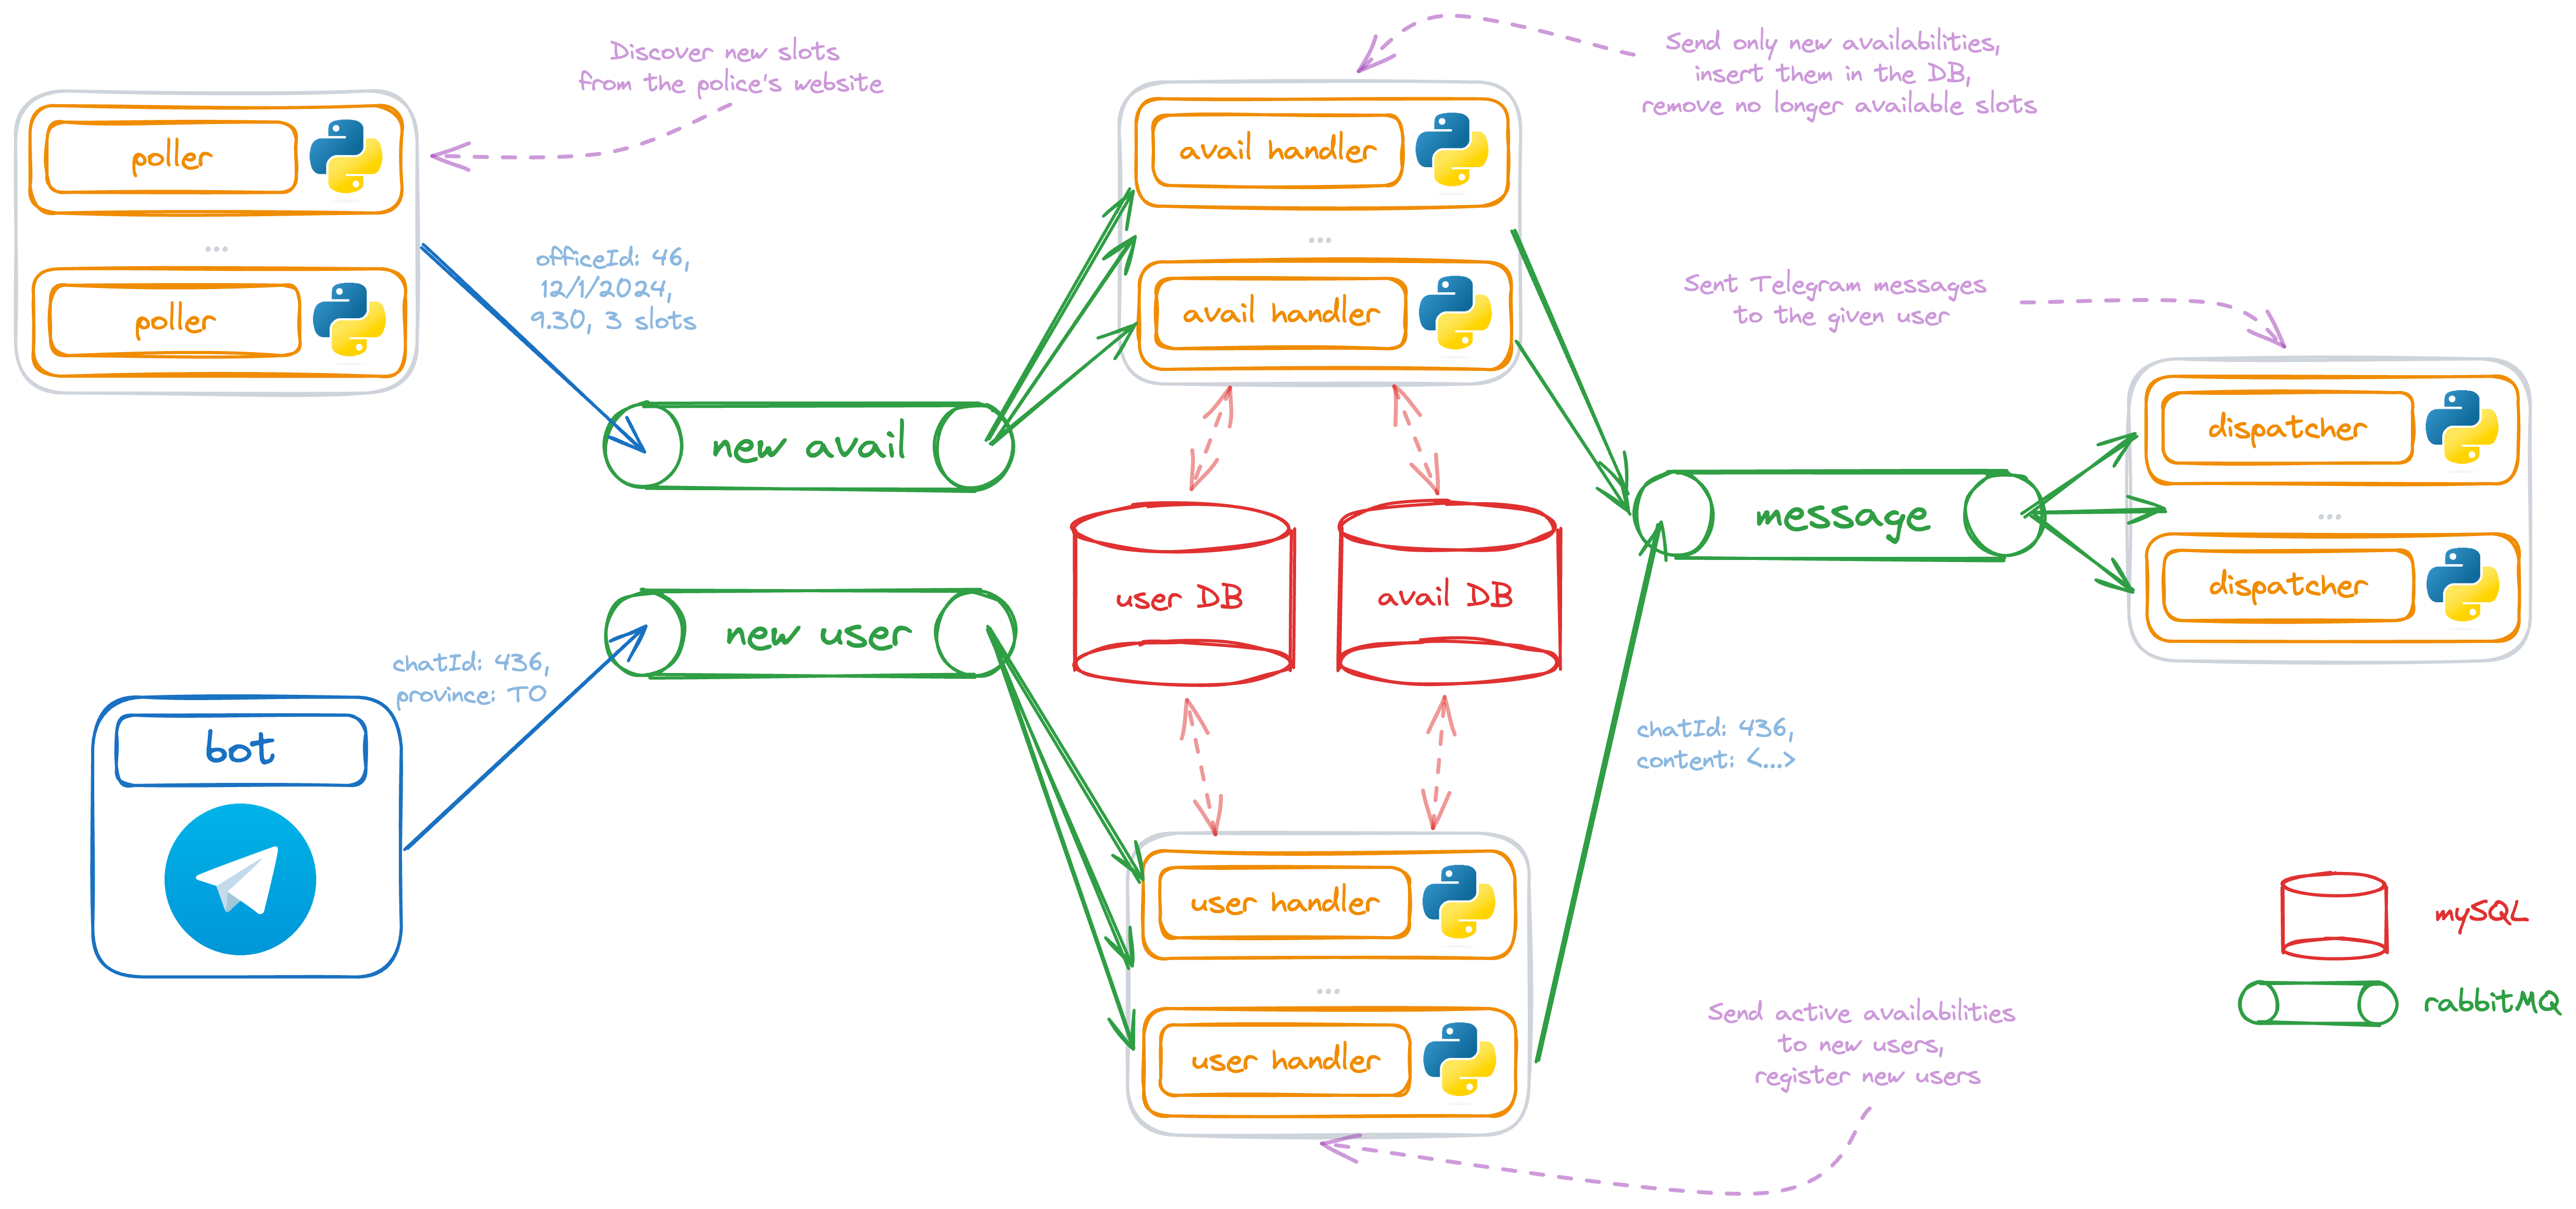 Discover new slots
from the police's website
poller
...
poller
officeId: 46,
12/1/2024,
9.30, 3 slots
new avail
chatId: 436,
province: TO
bot
new user
Send only new availabilities,
insert them in the DB,
remove no longer available slots
avail handler
...
avail handler
user DB
avail DB
user handler
...
user handler
Send active availabilities
to new users,
register new users
chatId: 436,
content: <...>
message
Sent Telegram messages
to the given user
dispatcher
...
dispatcher
mySQL
rabbitMQ